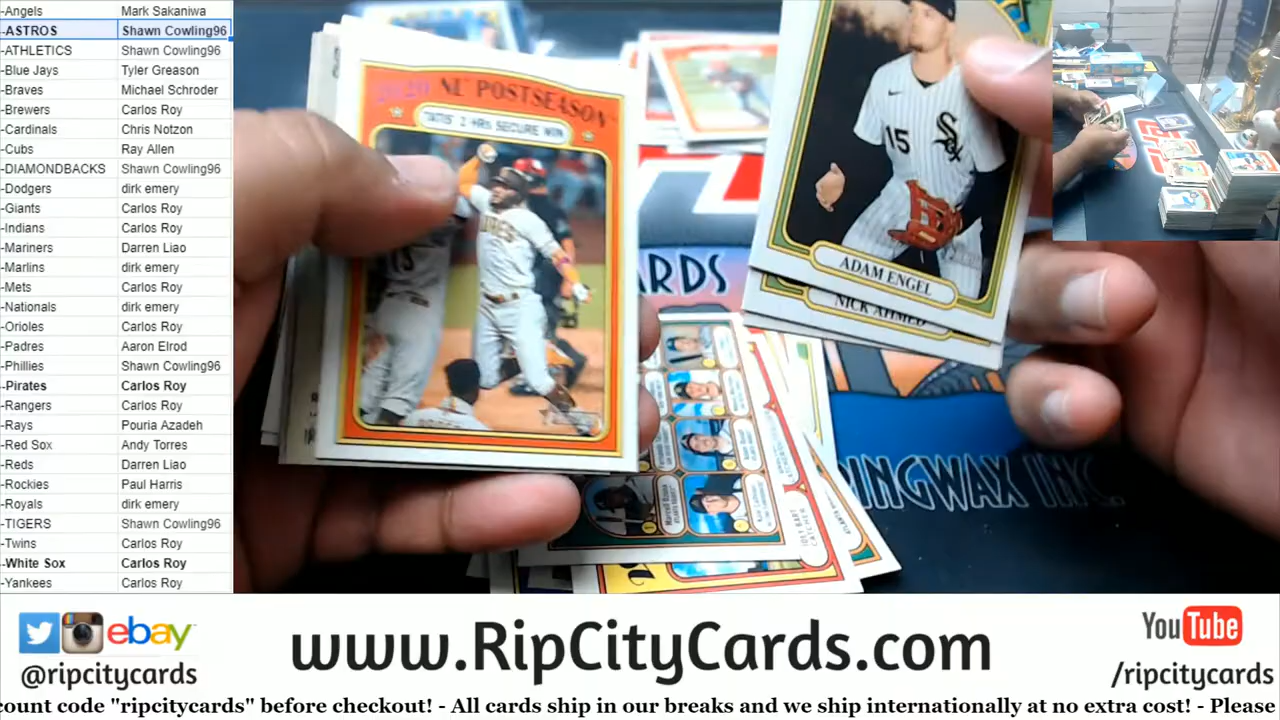 -Angels Mark Sakaniwa
-ASTROS Shawn Cowling96
-ATHLETICS Shawn Cowling96
-Blue Jays Tyler Greason
-Braves Michael Schroder
-Brewers Carlos Roy
-Cardinals Chris Notzon
-Cubs Ray Allen
-DIAMONDBACKS Shawn Cowling96
-Dodgers dirk emery
-Giants Carlos Roy
-Indians Carlos Roy
-Mariners Darren Liao
-Marlins dirk emery
-Mets Carlos Roy
-Nationals dirk emery
-Orioles Carlos Roy
-Padres Aaron Elrod
-Phillies Shawn Cowling96
-Pirates Carlos Roy
-Rangers Carlos Roy
-Rays Pouria Azadeh
-Red Sox Andy Torres
-Reds Darren Liao
-Rockies Paul Harris
-Royals dirk emery
-TIGERS Shawn Cowling96
-Twins Carlos Roy
-White Sox Carlos Roy
-Yankees Carlos Roy
2020 NL POSTSEASON
TATIS' 2 HRs SECURE WIN
15
Sox
ADAM ENGEL
NICK AHMED
ARDS
JOEY BART
CATCHER
INGWAX INC.
ebay
@ripcitycards
www.RipCityCards.com
YouTube
/ripcitycards
count code "ripcitycards" before checkout! - All cards ship in our breaks and we ship internationally at no extra cost! - Please